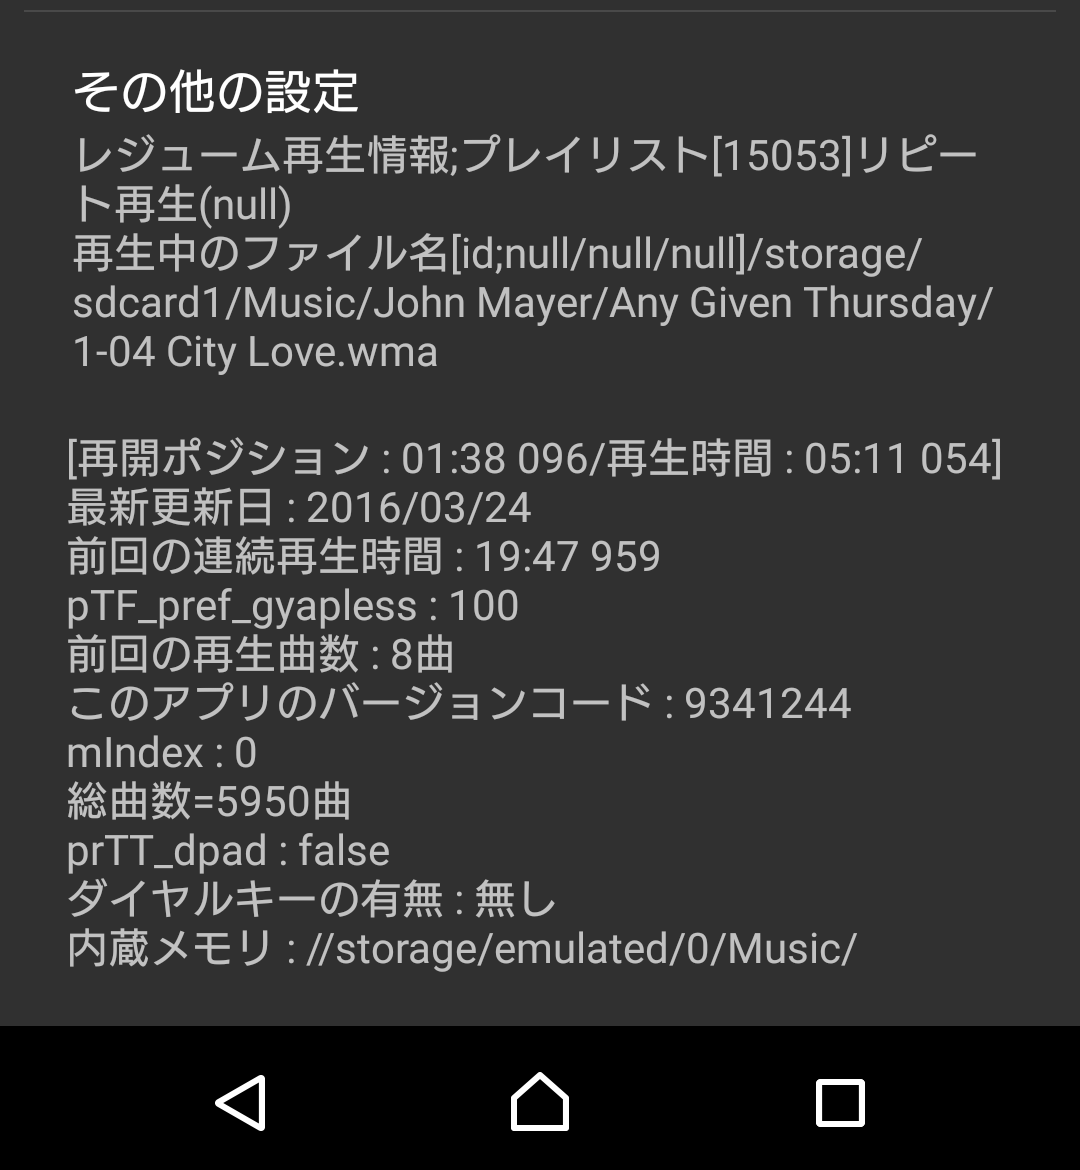 その他の設定
レジューム再生情報;プレイリスト[15053]リピー
ト再生(null)
再生中のファイル名[id;null/null/null]/storage/
sdcard1/Music/John Mayer/Any Given Thursday/
1-04 City Love.wma
[再開ポジション : 01:38 096/再生時間 : 05:11 054]
最新更新日 : 2016/03/24
前回の連続再生時間 : 19:47 959
pTF_pref_gyapless : 100
前回の再生曲数 : 8曲
このアプリのバージョンコード : 9341244
mIndex : 0
総曲数=5950曲
prTT_dpad : false
ダイヤルキーの有無 : 無し
内蔵メモリ : //storage/emulated/0/Music/